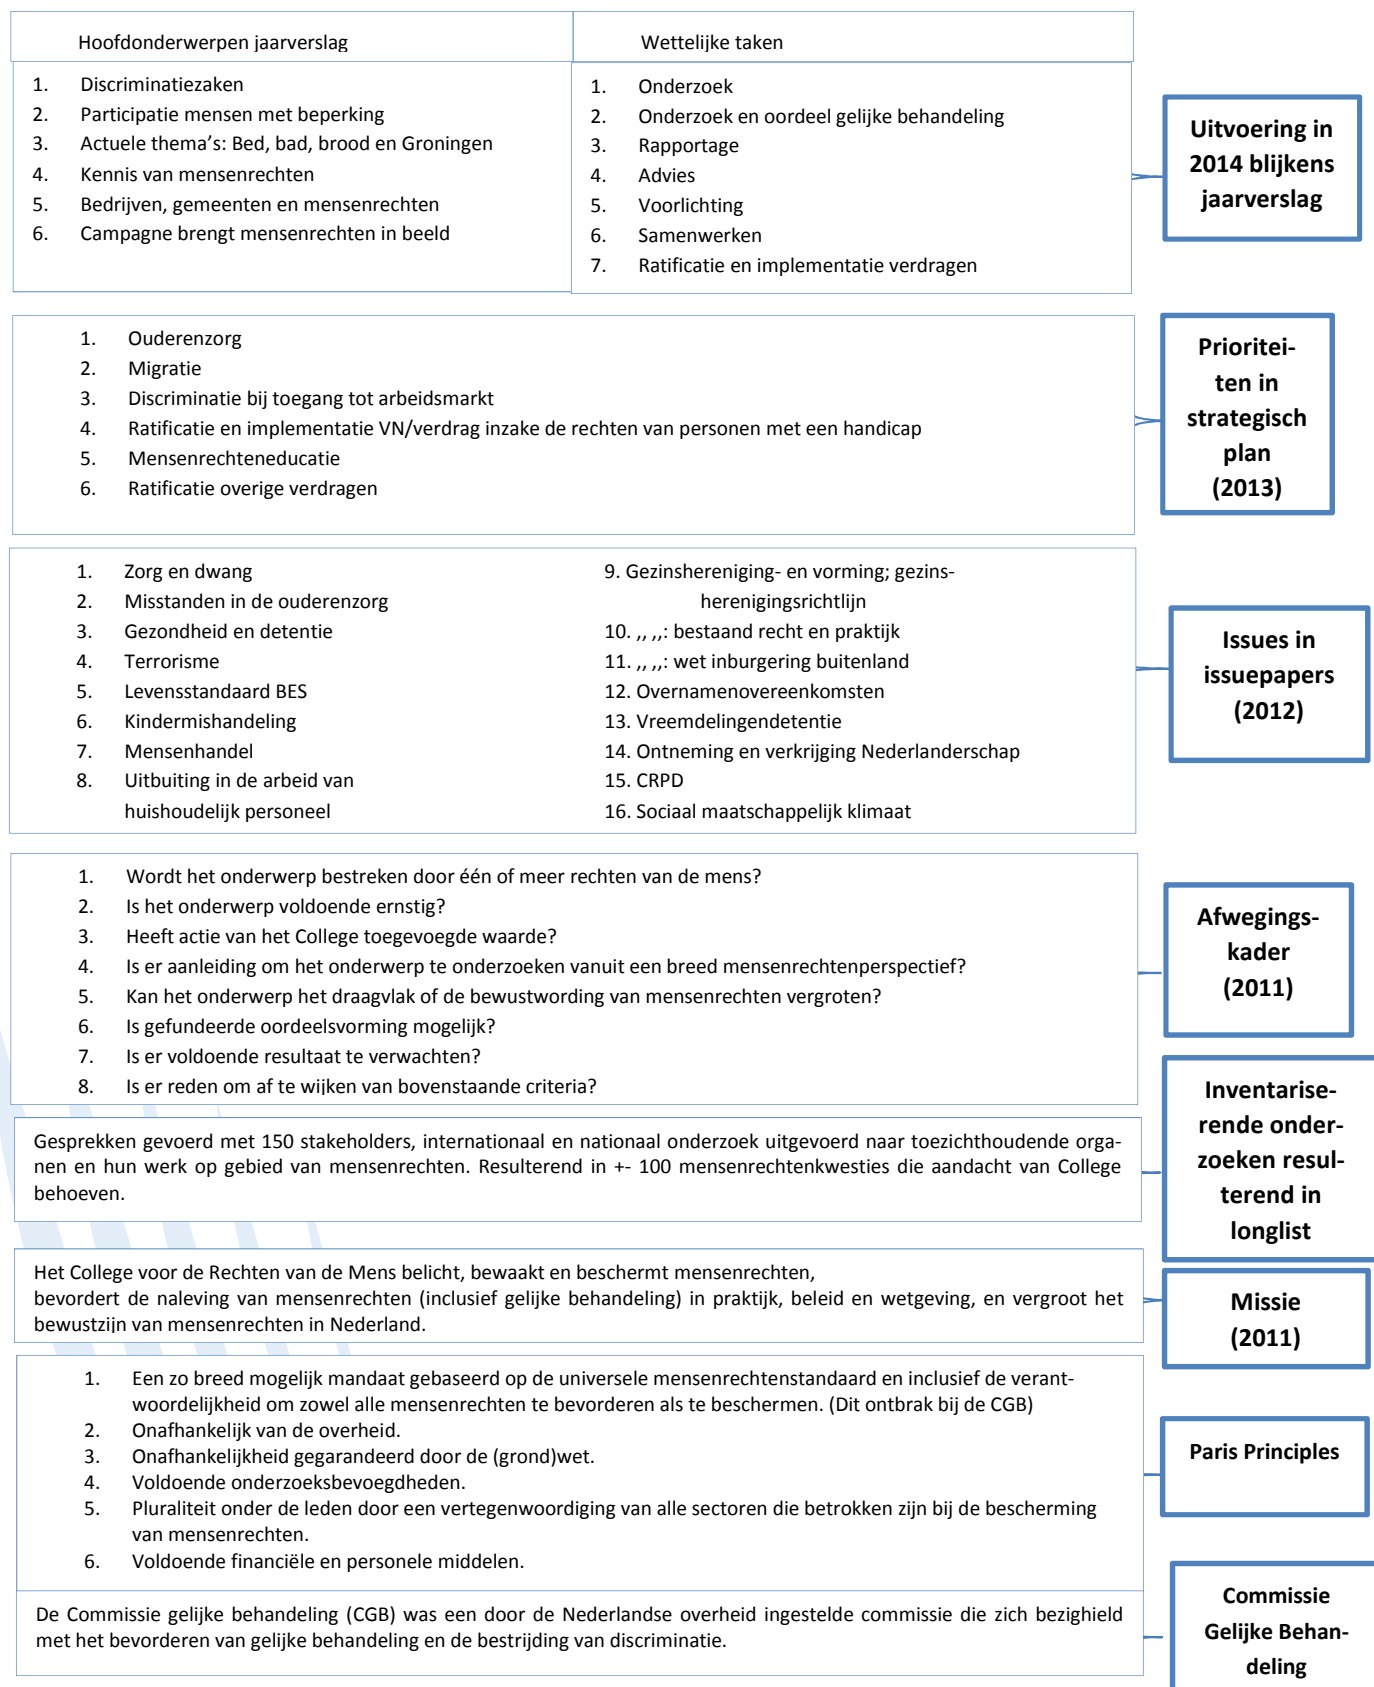 Hoofdonderwerpen jaarverslag
Wettelijke taken
1. Discriminatiezaken
2. Participatie mensen met beperking
3. Actuele thema's: Bed, bad, brood en Groningen
4. Kennis van mensenrechten
5. Bedrijven, gemeenten en mensenrechten
6. Campagne brengt mensenrechten in beeld
1. Onderzoek
2. Onderzoek en oordeel gelijke behandeling
3. Rapportage
4. Advies
5. Voorlichting
6. Samenwerken
7. Ratificatie en implementatie verdragen
Uitvoering in
2014 blijkens
jaarverslag
1. Ouderenzorg
2. Migratie
3. Discriminatie bij toegang tot arbeidsmarkt
4. Ratificatie en implementatie VN/verdrag inzake de rechten van personen met een handicap
5. Mensenrechteneducatie
6. Ratificatie overige verdragen
Prioritei-
ten in
strategisch
plan
(2013)
1. Zorg en dwang
2. Misstanden in de ouderenzorg
3. Gezondheid en detentie
4. Terrorisme
5. Levensstandaard BES
6. Kindermishandeling
7. Mensenhandel
8. Uitbuiting in de arbeid van
huishoudelijk personeel
9. Gezinshereniging- en vorming; gezins-
herenigingsrichtlijn
10. ,, ,,: bestaand recht en praktijk
11. ,, ,,: wet inburgering buitenland
12. Overnamenovereenkomsten
13. Vreemdelingendetentie
14. Ontneming en verkrijging Nederlanderschap
15. CRPD
16. Sociaal maatschappelijk klimaat
Issues in
issuepapers
(2012)
1. Wordt het onderwerp bestreken door één of meer rechten van de mens?
2. Is het onderwerp voldoende ernstig?
3. Heeft actie van het College toegevoegde waarde?
4. Is er aanleiding om het onderwerp te onderzoeken vanuit een breed mensenrechtenperspectief?
5. Kan het onderwerp het draagvlak of de bewustwording van mensenrechten vergroten?
6. Is gefundeerde oordeelsvorming mogelijk?
7. Is er voldoende resultaat te verwachten?
8. Is er reden om af te wijken van bovenstaande criteria?
Afwegings-
kader
(2011)
Gesprekken gevoerd met 150 stakeholders, internationaal en nationaal onderzoek uitgevoerd naar toezichthoudende orga-
nen en hun werk op gebied van mensenrechten. Resulterend in +- 100 mensenrechtenkwesties die aandacht van College
behoeven.
Inventarise-
rende onder-
zoeken resul-
terend in
longlist
Het College voor de Rechten van de Mens belicht, bewaakt en beschermt mensenrechten,
bevordert de naleving van mensenrechten (inclusief gelijke behandeling) in praktijk, beleid en wetgeving, en vergroot het
bewustzijn van mensenrechten in Nederland.
Missie
(2011)
1. Een zo breed mogelijk mandaat gebaseerd op de universele mensenrechtenstandaard en inclusief de verant-
woordelijkheid om zowel alle mensenrechten te bevorderen als te beschermen. (Dit ontbrak bij de CGB)
2. Onafhankelijk van de overheid.
3. Onafhankelijkheid gegarandeerd door de (grond)wet.
4. Voldoende onderzoeksbevoegdheden.
5. Pluraliteit onder de leden door een vertegenwoordiging van alle sectoren die betrokken zijn bij de bescherming
van mensenrechten.
6. Voldoende financiële en personele middelen.
Paris Principles
De Commissie gelijke behandeling (CGB) was een door de Nederlandse overheid ingestelde commissie die zich bezighield
met het bevorderen van gelijke behandeling en de bestrijding van discriminatie.
Commissie
Gelijke Behan-
deling